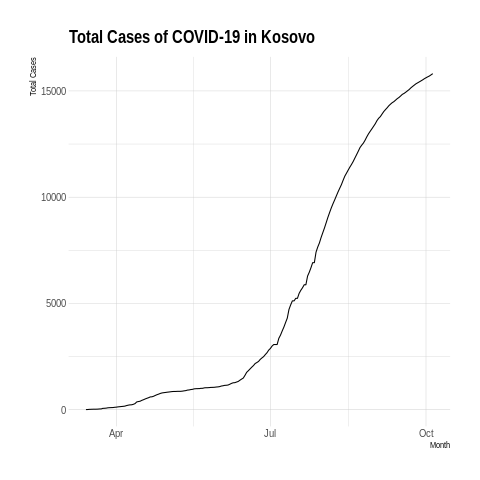 Total Cases of COVID-19 in Kosovo
Total Cases
15000
10000
5000
0
Apr
Jul
Oct
Month